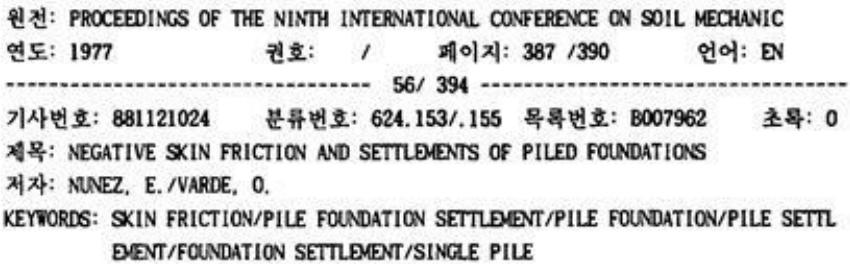 원전: PROCEEDINGS OF THE NINTH INTERNATIONAL CONFERENCE ON SOIL MECHANIC
연도: 1977 권호: / 페이지: 387 /390 언어: EN
---------------------------------- 56/ 394 ----------------------------------
기사번호: 881121024 분류번호: 624.153/.155 목록번호: B007962 초록: 0
제목: NEGATIVE SKIN FRICTION AND SETTLEMENTS OF PILED FOUNDATIONS
저자: NUNEZ, E./VARDE, O.
KEYWORDS: SKIN FRICTION/PILE FOUNDATION SETTLEMENT/PILE FOUNDATION/PILE SETTL
EMENT/FOUNDATION SETTLEMENT/SINGLE PILE